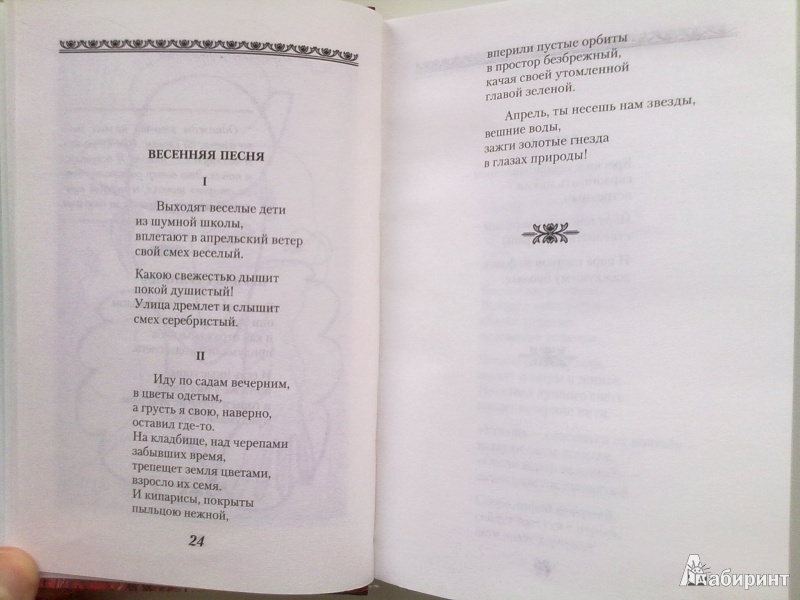 ВЕСЕННЯЯ ПЕСНЯ
I
Выходят веселые дети
из шумной школы,
вплетают в апрельский ветер
свой смех веселый.
Какою свежестью дышит
покой душистый!
Улица дремлет и слышит
смех серебристый.
II
Иду по садам вечерним,
в цветы одетым,
а грусть я свою, наверно,
оставил где-то.
На кладбище, над черепами
забывших время,
трепещет земля цветами,
взросло их семя.
И кипарисы, покрыты
пыльцою нежной,
24
вперили пустые орбиты
в простор безбрежный,
качая своей утомленной
главой зеленой.
Апрель, ты несешь нам звезды,
вешние воды,
зажги золотые гнезда
в глазах природы!
Лабиринт